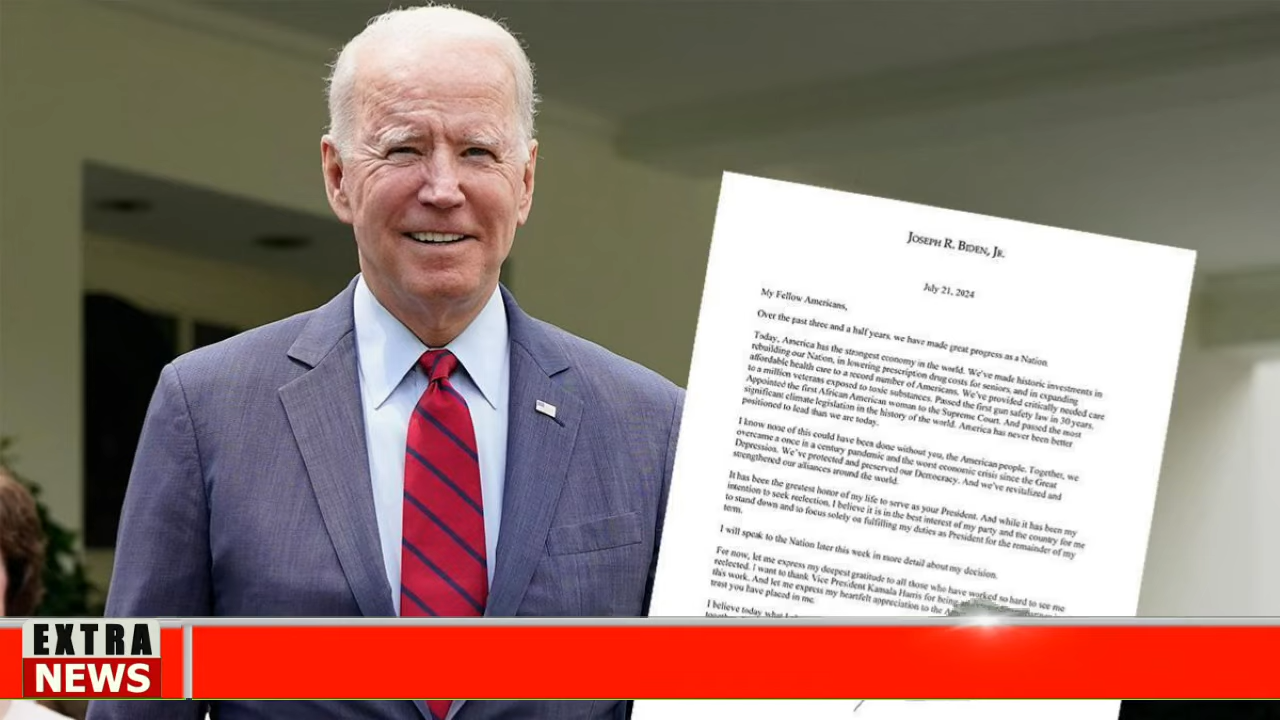 JOSEPH R. BIDEN, JR.
July 21, 2024
My Fellow Americans,
Over the past three and a half years, we have made great progress as a Nation.
Today, America has the strongest economy in the world. We've made historic investments in
rebuilding our Nation, in lowering prescription drug costs for seniors, and in expanding
affordable health care to a record number of Americans. We've provided critically needed care
to a million veterans exposed to toxic substances. Passed the first gun safety law in 30 years.
Appointed the first African American woman to the Supreme Court. And passed the most
significant climate legislation in the history of the world. America has never been better
positioned to lead than we are today.
I know none of this could have been done without you, the American people. Together, we
overcame a once in a century pandemic and the worst economic crisis since the Great
Depression. We've protected and preserved our Democracy. And we've revitalized and
strengthened our alliances around the world.
It has been the greatest honor of my life to serve as your President. And while it has been my
intention to seek reelection, I believe it is in the best interest of my party and the country for me
to stand down and to focus solely on fulfilling my duties as President for the remainder of my
term.
I will speak to the Nation later this week in more detail about my decision.
For now, let me express my deepest gratitude to all those who have worked so hard to see me
reelected. I want to thank Vice President Kamala Harris for being
this work. And let me express my heartfelt appreciation to the
trust you have placed in me.
I believe today what I
EXTRA
NEWS